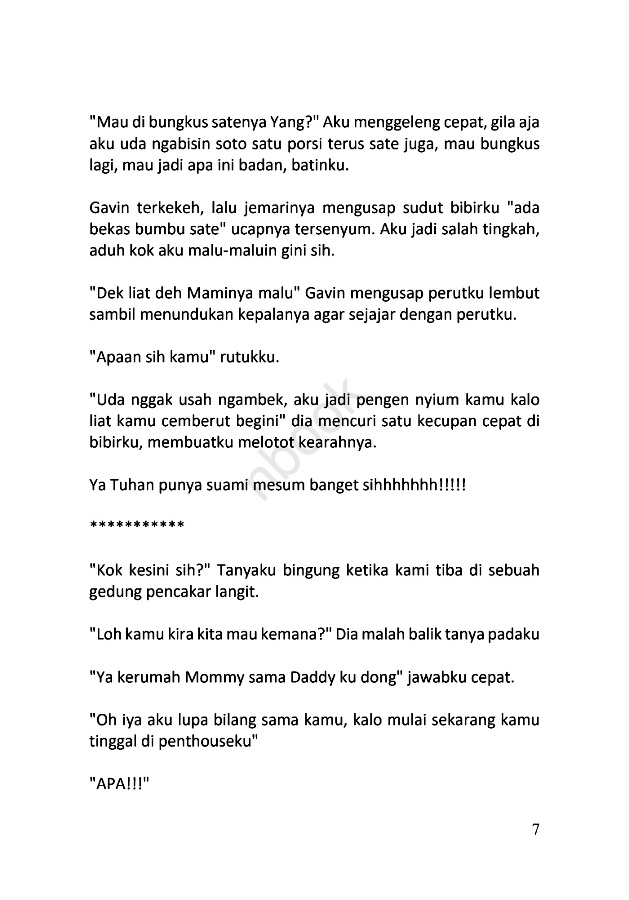 "Mau di bungkus satenya Yang?" Aku menggeleng cepat, gila aja
aku uda ngabisin soto satu porsi terus sate juga, mau bungkus
lagi, mau jadi apa ini badan, batinku.
Gavin terkekeh, lalu jemarinya mengusap sudut bibirku "ada
bekas bumbu sate" ucapnya tersenyum. Aku jadi salah tingkah,
aduh kok aku malu-maluin gini sih.
"Dek liat deh Maminya malu" Gavin mengusap perutku lembut
sambil menundukan kepalanya agar sejajar dengan perutku.
"Apaan sih kamu" rutukku.
"Uda nggak usah ngambek, aku jadi pengen nyium kamu kalo
liat kamu cemberut begini" dia mencuri satu kecupan cepat di
bibirku, membuatku melotot kearahnya.
nbook
Ya Tuhan punya suami mesum banget sihhhhhhh!!!!!
***********
"Kok kesini sih?" Tanyaku bingung ketika kami tiba di sebuah
gedung pencakar langit.
"Loh kamu kira kita mau kemana?" Dia malah balik tanya padaku
"Ya kerumah Mommy sama Daddy ku dong" jawabku cepat.
"Oh iya aku lupa bilang sama kamu, kalo mulai sekarang kamu
tinggal di penthouseku"
"APA!!!"
7